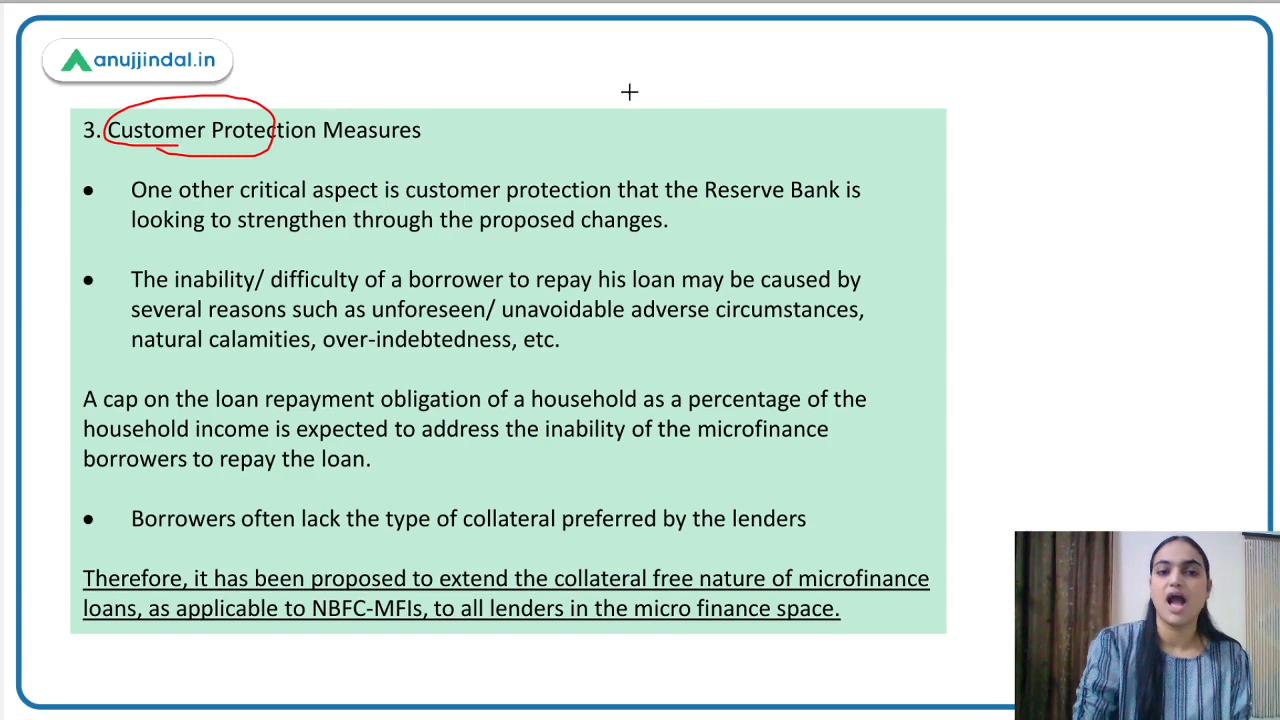 anujjindal.in
3. Customer Protection Measures
• One other critical aspect is customer protection that the Reserve Bank is
looking to strengthen through the proposed changes.
• The inability/ difficulty of a borrower to repay his loan may be caused by
several reasons such as unforeseen/ unavoidable adverse circumstances,
natural calamities, over-indebtedness, etc.
A cap on the loan repayment obligation of a household as a percentage of the
household income is expected to address the inability of the microfinance
borrowers to repay the loan.
• Borrowers often lack the type of collateral preferred by the lenders
Therefore, it has been proposed to extend the collateral free nature of microfinance
loans, as applicable to NBFC-MFIs, to all lenders in the micro finance space.